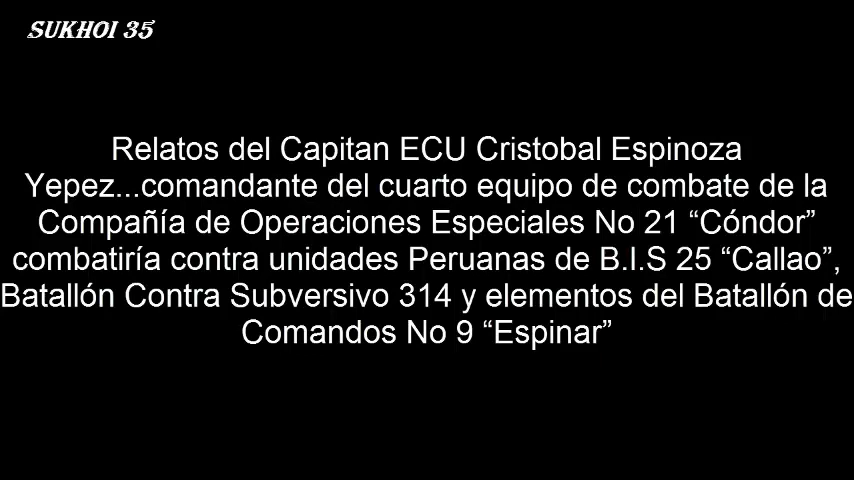 SUKHOI 35
Relatos del Capitan ECU Cristobal Espinoza
Yepez...comandante del cuarto equipo de combate de la
Compañía de Operaciones Especiales No 21 “Cóndor”
combatiría contra unidades Peruanas de B.I.S 25 “Callao”,
Batallón Contra Subversivo 314 y elementos del Batallón de
Comandos No 9 “Espinar”